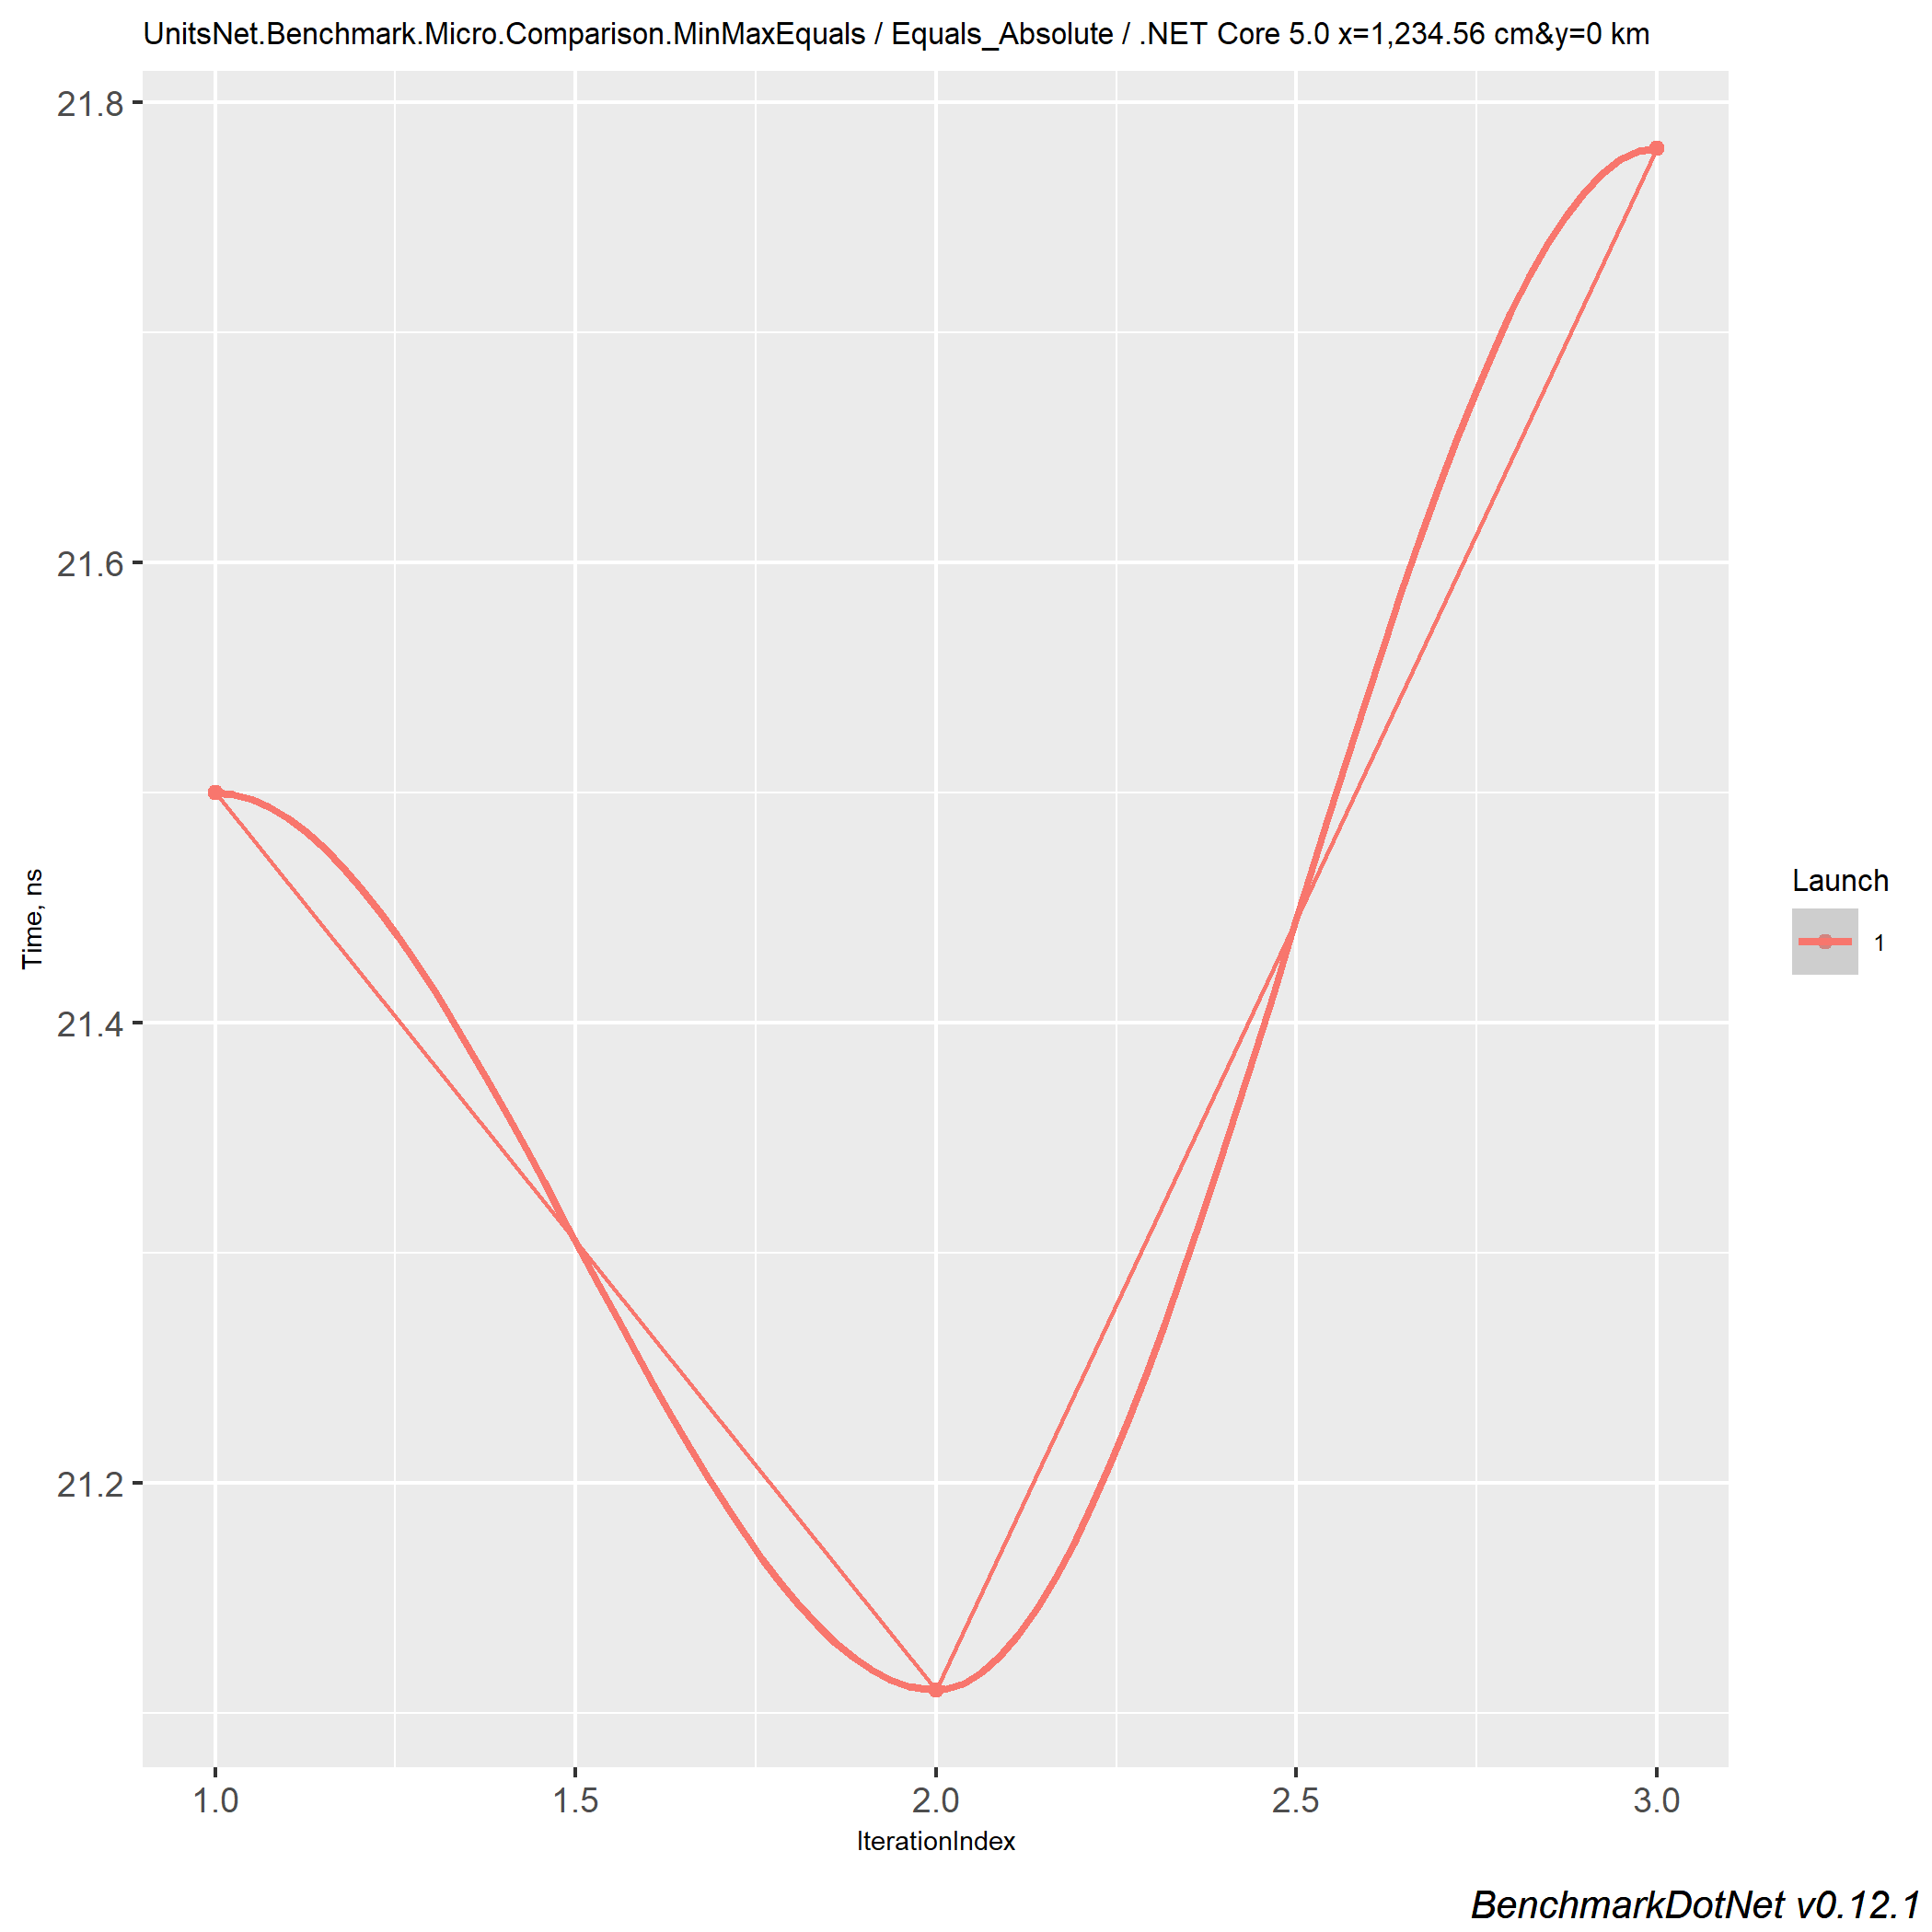 UnitsNet.Benchmark.Micro.Comparison.MinMaxEquals / Equals_Absolute / .NET Core 5.0 x=1,234.56 cm&y=0 km
21.8
21.6
21.4
21.2
Time, ns
1.0 1.5 2.0 2.5 3.0
IterationIndex
Launch
1
BenchmarkDotNet v0.12.1